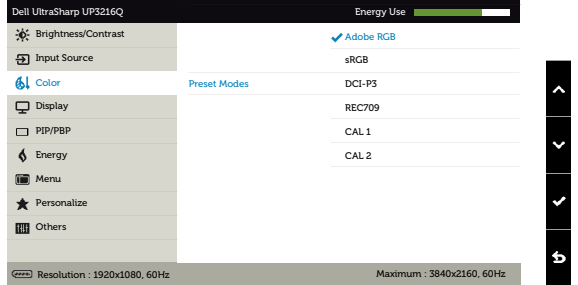 Dell UltraSharp UP3216Q Energy Use
Brightness/Contrast Adobe RGB
Input Source sRGB
Color Preset Modes DCI-P3
Display REC709
PIP/PBP CAL 1
Energy CAL 2
Menu
Personalize
Others
Resolution : 1920x1080, 60Hz Maximum : 3840x2160, 60Hz